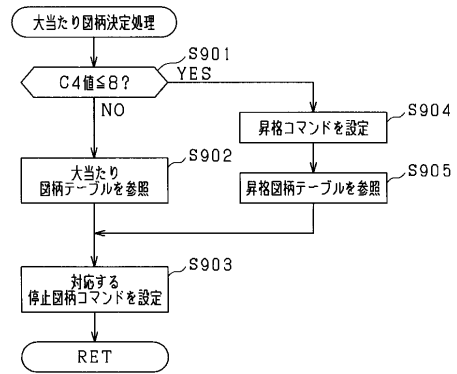 大当たり図柄決定処理
S901
C4値≦8?
YES
NO
S904
昇格コマンドを設定
S902
大当たり
図柄テーブルを参照
S905
昇格図柄テーブルを参照
S903
対応する
停止図柄コマンドを設定
RET